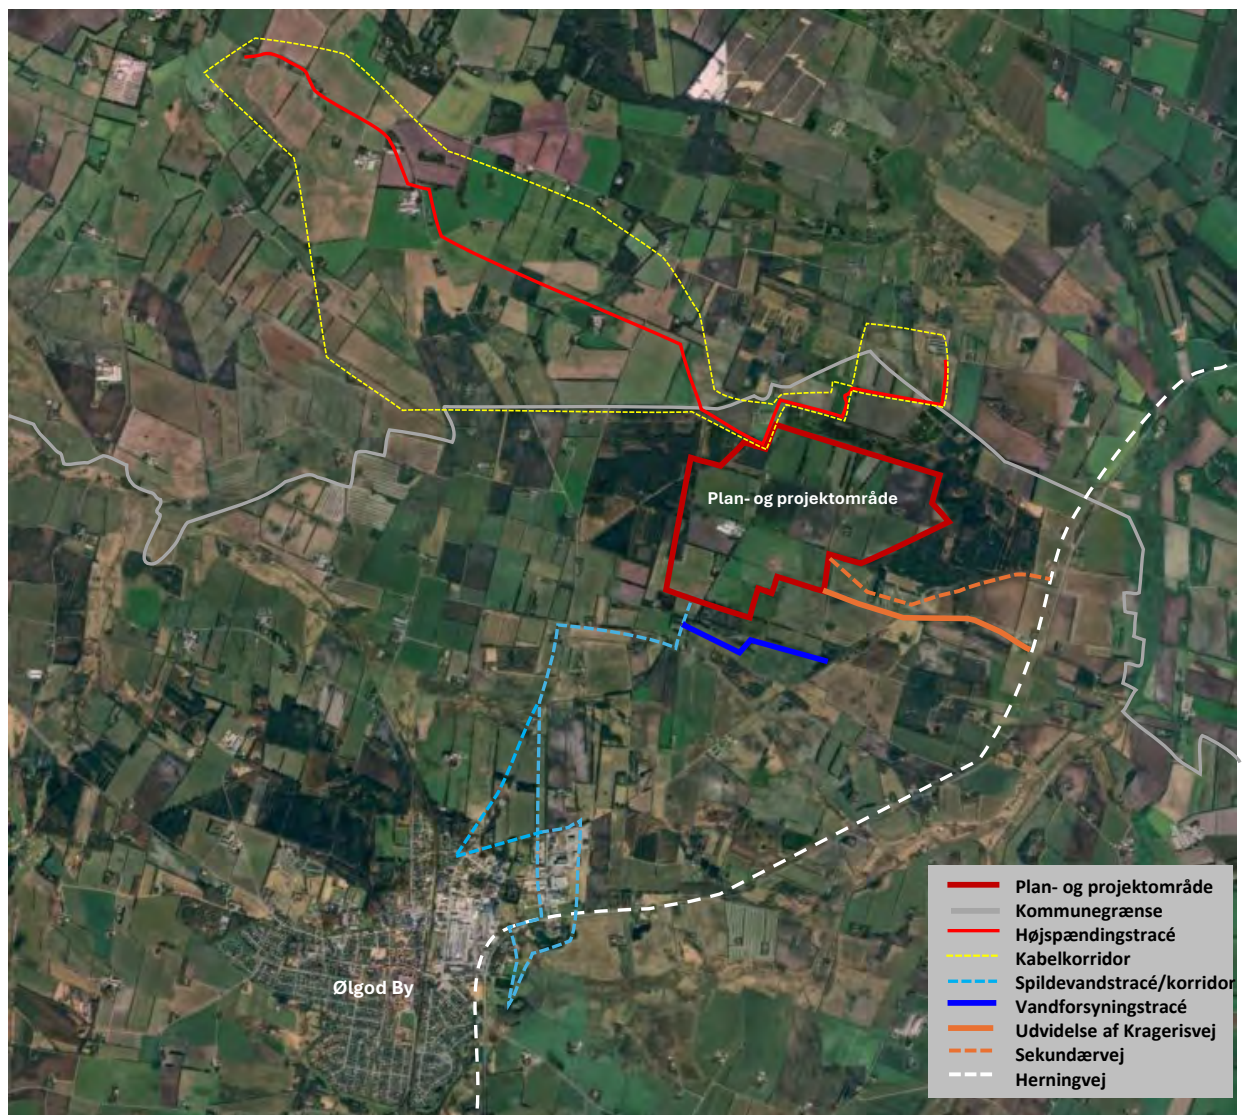 Plan- og projektområde
Ølgod By
Plan- og projektområde
Kommunegrænse
Højspændingstracé
Kabelkorridor
Spildevandstracé/korridor
Vandforsyningstracé
Udvidelse af Kragerisvej
Sekundærvej
Herningvej